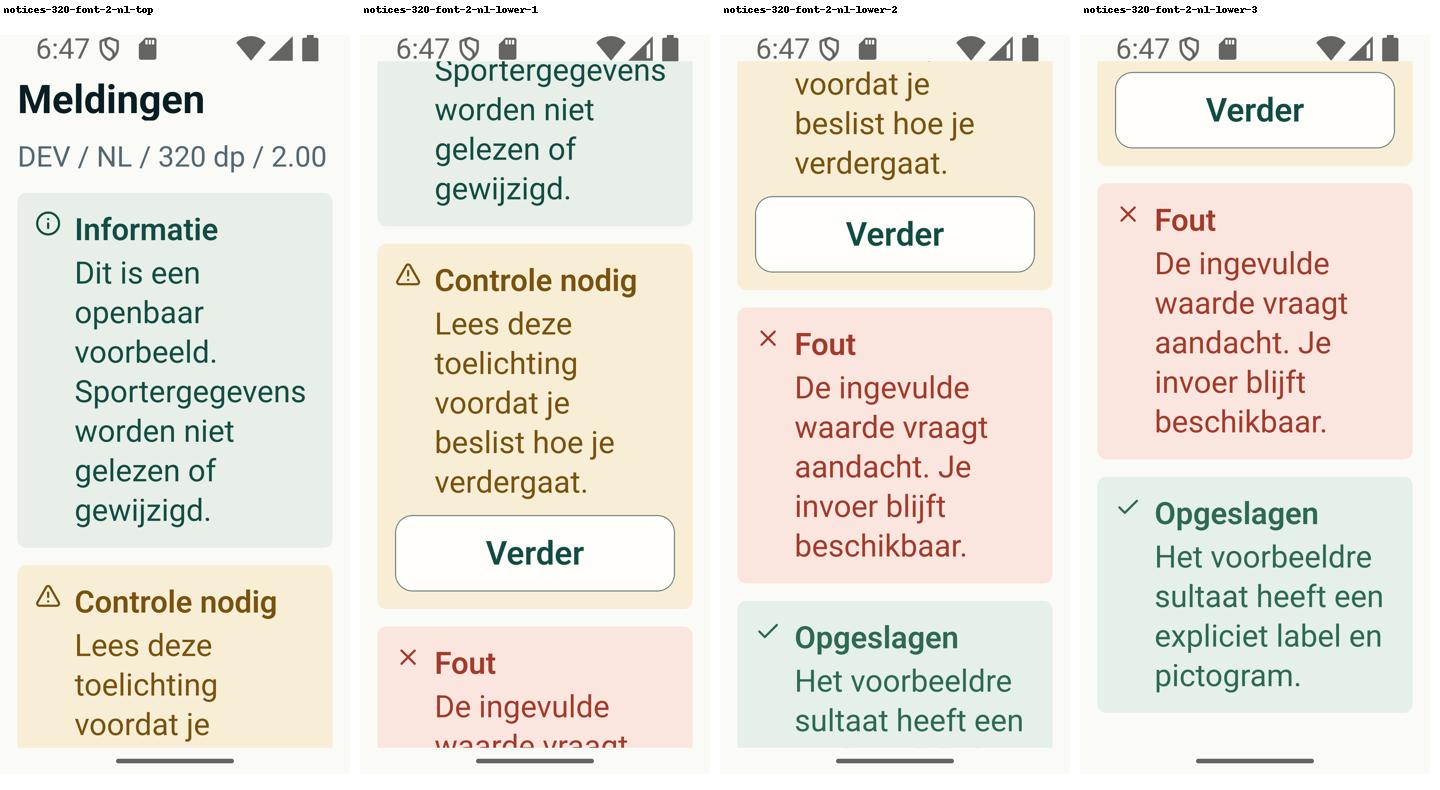 notices-320-font-2-nl-top
6:47
Meldingen
DEV / NL / 320 dp / 2.00
Informatie
Dit is een
openbaar
voorbeeld.
Sportergegevens
worden niet
gelezen of
gewijzigd.
Controle nodig
Lees deze
toelichting
voordat je
notices-320-font-2-nl-lower-1
6:47
Sportergegevens
worden niet
gelezen of
gewijzigd.
Controle nodig
Lees deze
toelichting
voordat je
beslist hoe je
verdergaat.
Verder
Fout
De ingevulde
waarde vraagt
notices-320-font-2-nl-lower-2
6:47
voordat je
beslist hoe je
verdergaat.
Verder
Fout
De ingevulde
waarde vraagt
aandacht. Je
invoer blijft
beschikbaar.
Opgeslagen
Het voorbeeldre
sultaat heeft een
notices-320-font-2-nl-lower-3
6:47
Verder
Fout
De ingevulde
waarde vraagt
aandacht. Je
invoer blijft
beschikbaar.
Opgeslagen
Het voorbeeldre
sultaat heeft een
expliciet label en
pictogram.